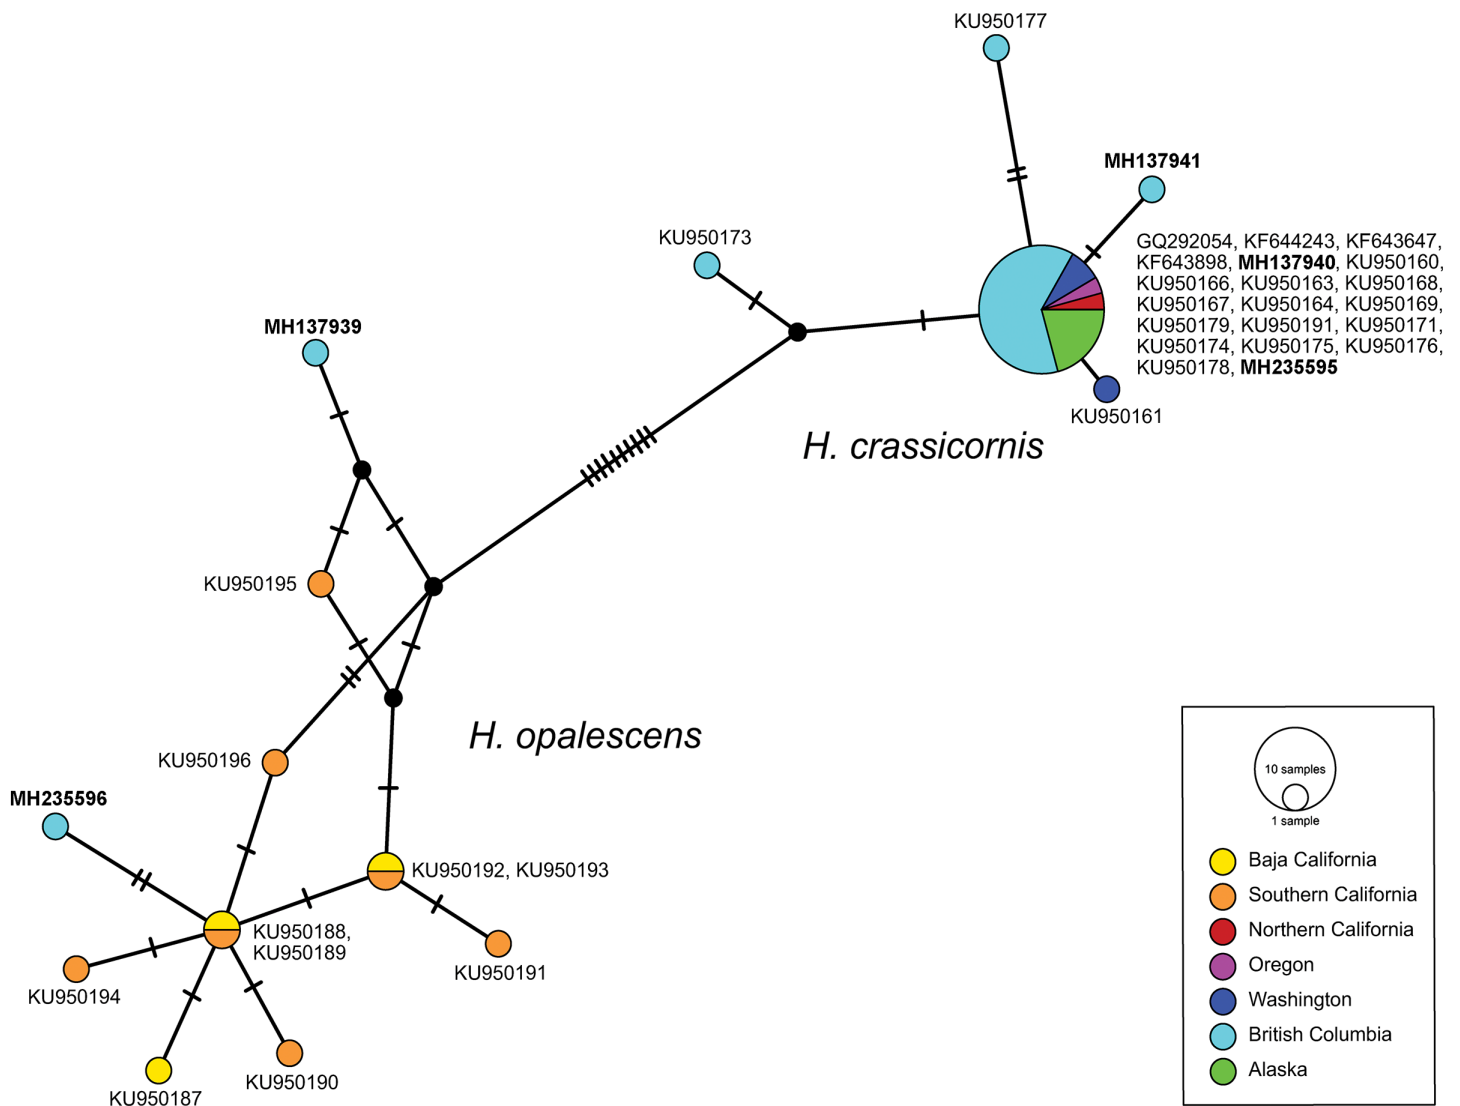 KU950177
MH137941
KU950173
GQ292054, KF644243, KF643647,
KF643898, MH137940, KU950160,
KU950166, KU950163, KU950168,
KU950167, KU950164, KU950169,
KU950179, KU950191, KU950171,
KU950174, KU950175, KU950176,
KU950178, MH235595
MH137939
KU950161
H. crassicornis
KU950195
H. opalescens
KU950196
MH235596
KU950192, KU950193
KU950188,
KU950189
KU950191
KU950194
KU950190
KU950187
10 samples
1 sample
Baja California
Southern California
Northern California
Oregon
Washington
British Columbia
Alaska